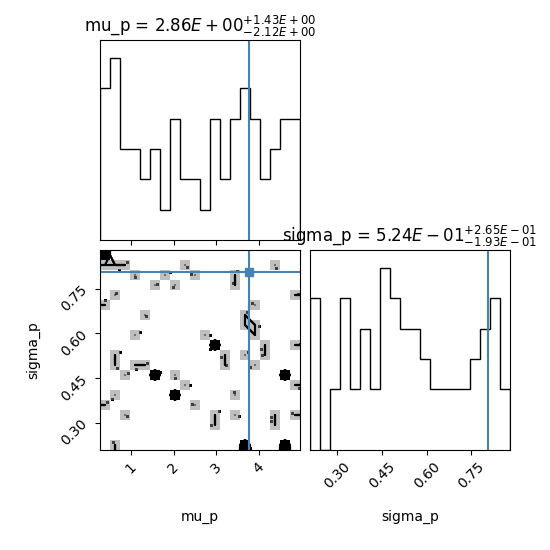 mu_p = 2.86E + 00+1.43E+00−2.12E+00
sigma_p = 5.24E − 01+2.65E−01−1.93E−01
0.75
0.60
0.45
0.30
sigma_p
1 2 3 4
0.30 0.45 0.60 0.75
mu_p
sigma_p